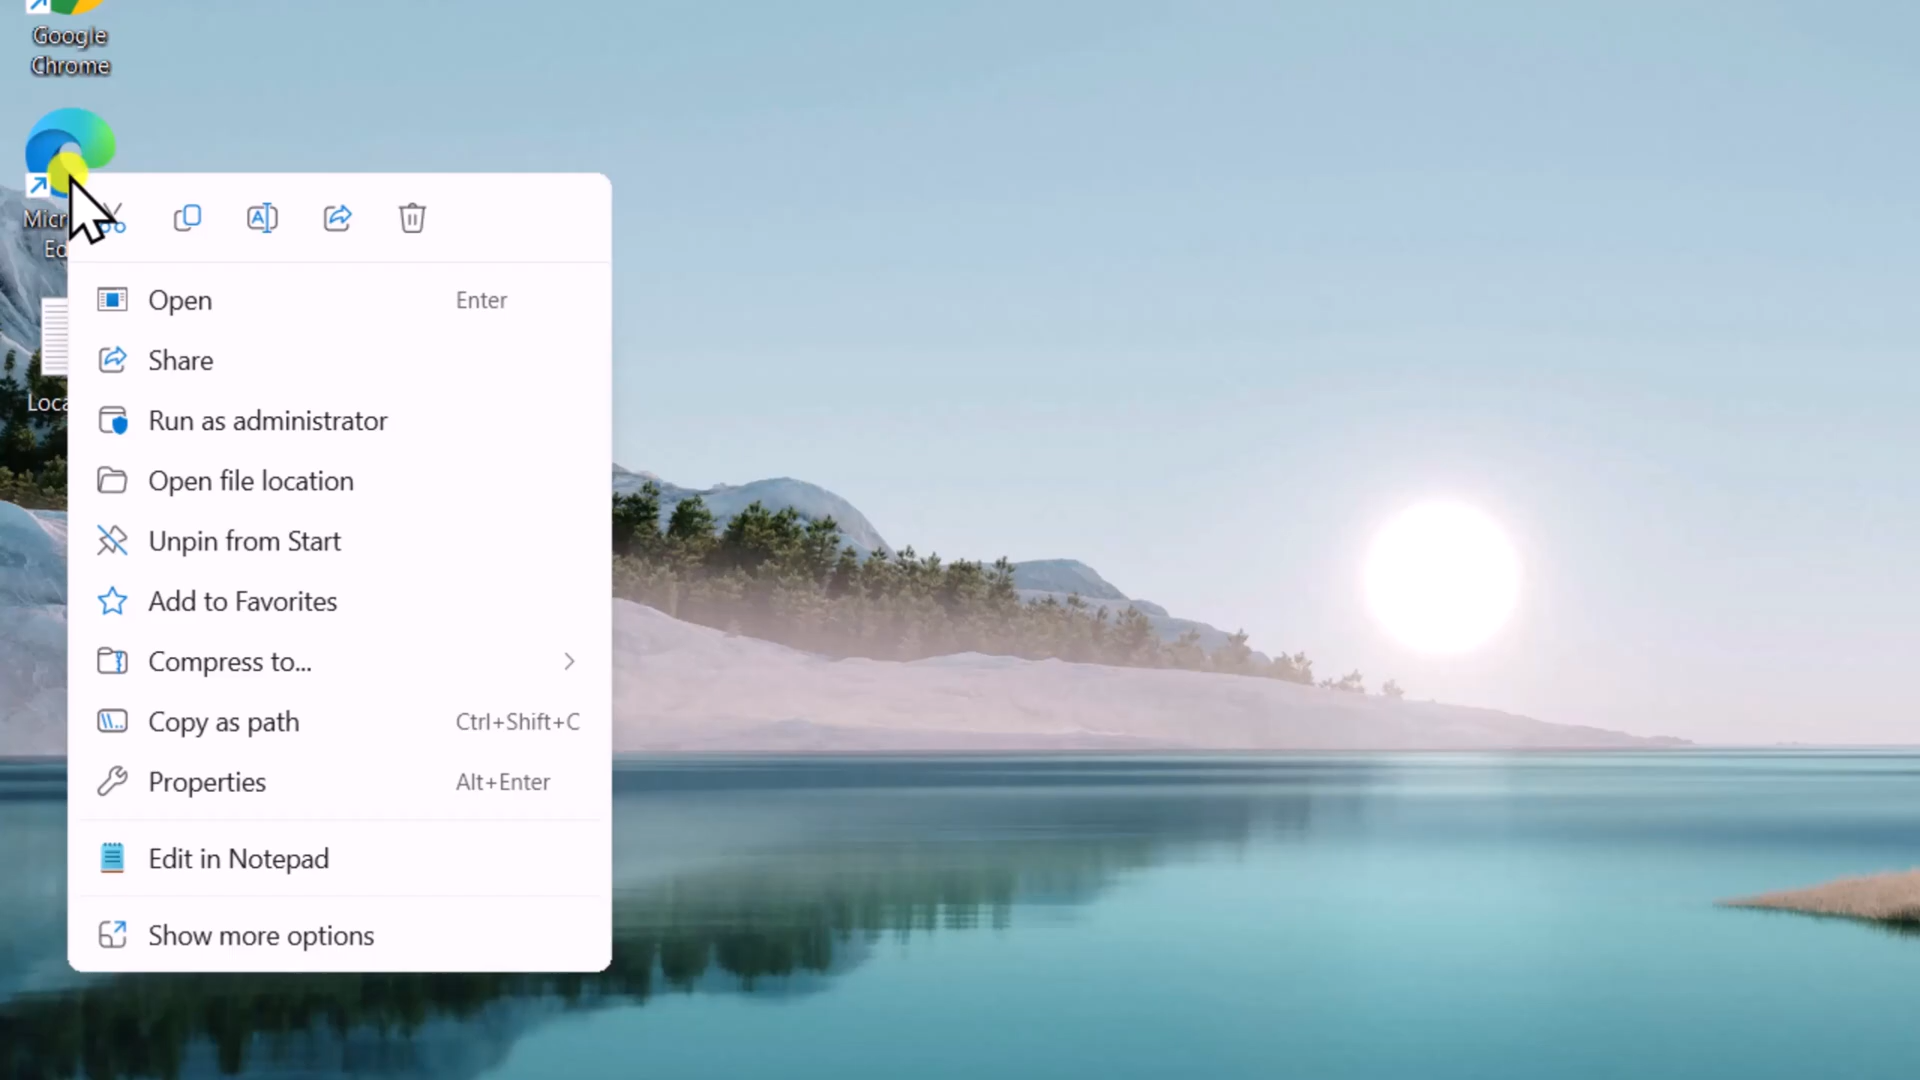 Google
Chrome
Open Enter
Share
Run as administrator
Open file location
Unpin from Start
Add to Favorites
Compress to...
Copy as path Ctrl+Shift+C
Properties Alt+Enter
Edit in Notepad
Show more options